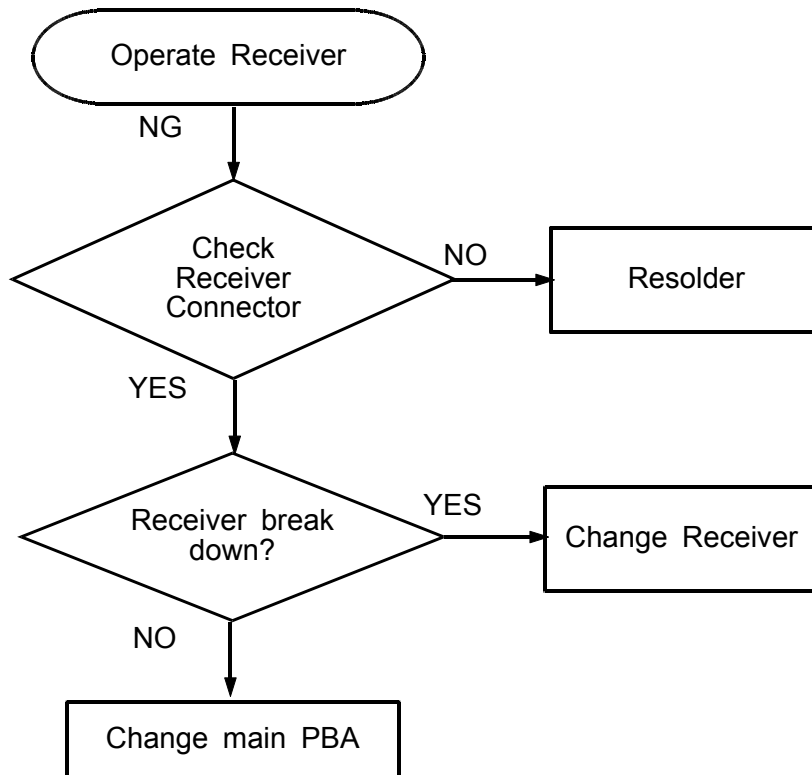 Operate Receiver
NG
Check
Receiver
Connector
NO
Resolder
YES
Receiver break
down?
YES
Change Receiver
NO
Change main PBA